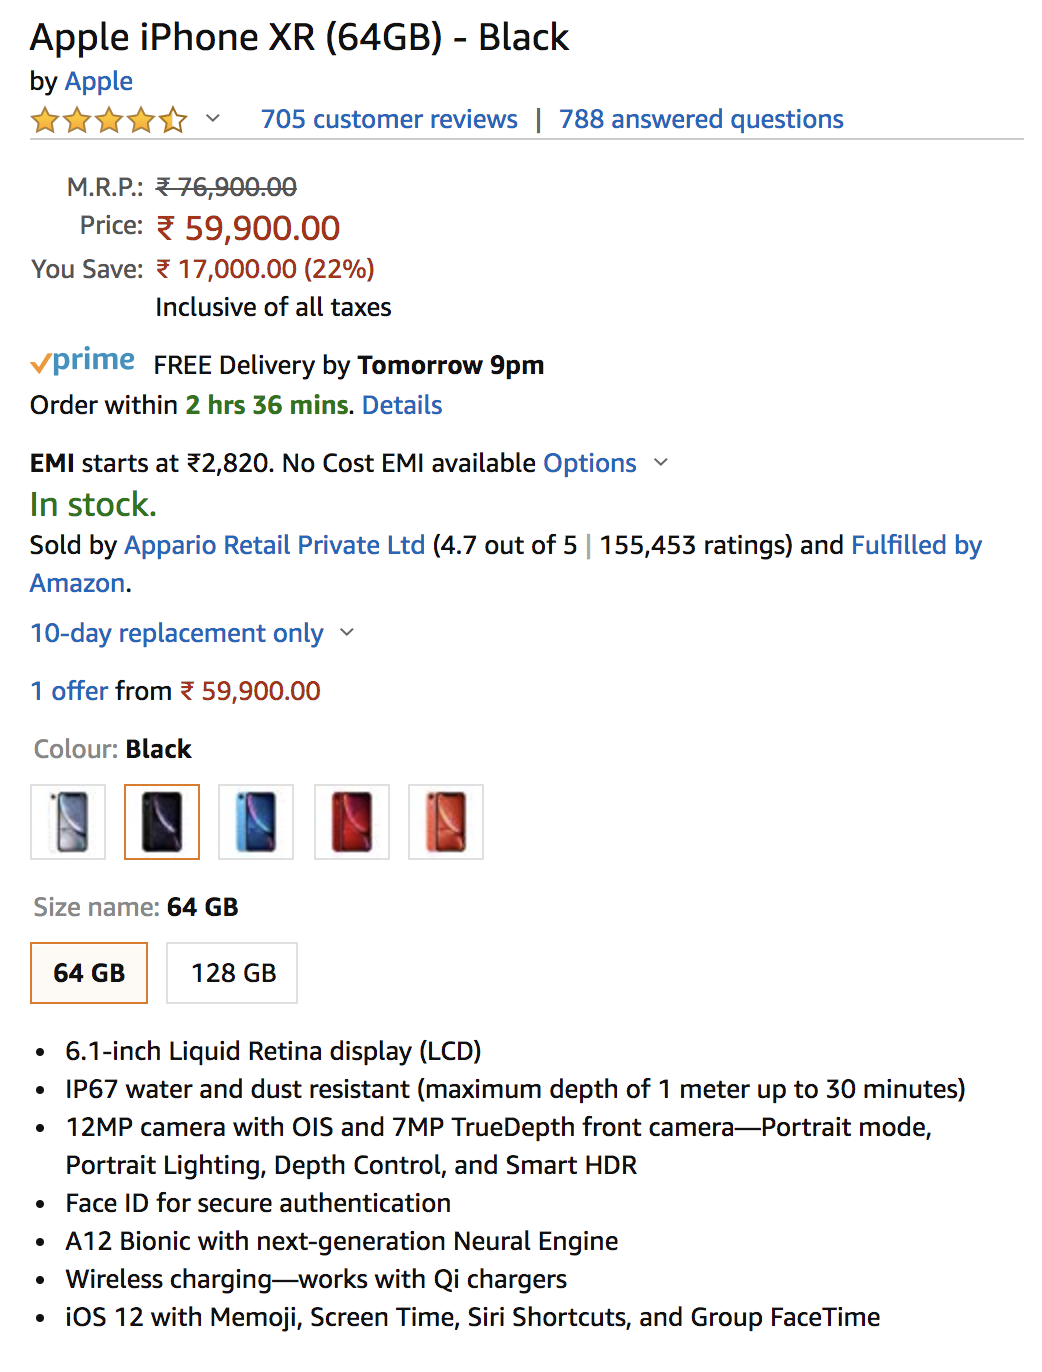 Apple iPhone XR (64GB) - Black
by Apple
705 customer reviews | 788 answered questions
M.R.P.: ₹ 76,900.00
Price: ₹ 59,900.00
You Save: ₹ 17,000.00 (22%)
Inclusive of all taxes
prime FREE Delivery by Tomorrow 9pm
Order within 2 hrs 36 mins. Details
EMI starts at ₹2,820. No Cost EMI available Options
In stock.
Sold by Appario Retail Private Ltd (4.7 out of 5 | 155,453 ratings) and Fulfilled by
Amazon.
10-day replacement only
1 offer from ₹ 59,900.00
Colour: Black
Size name: 64 GB
64 GB 128 GB
• 6.1-inch Liquid Retina display (LCD)
• IP67 water and dust resistant (maximum depth of 1 meter up to 30 minutes)
• 12MP camera with OIS and 7MP TrueDepth front camera—Portrait mode,
Portrait Lighting, Depth Control, and Smart HDR
• Face ID for secure authentication
• A12 Bionic with next-generation Neural Engine
• Wireless charging—works with Qi chargers
• iOS 12 with Memoji, Screen Time, Siri Shortcuts, and Group FaceTime